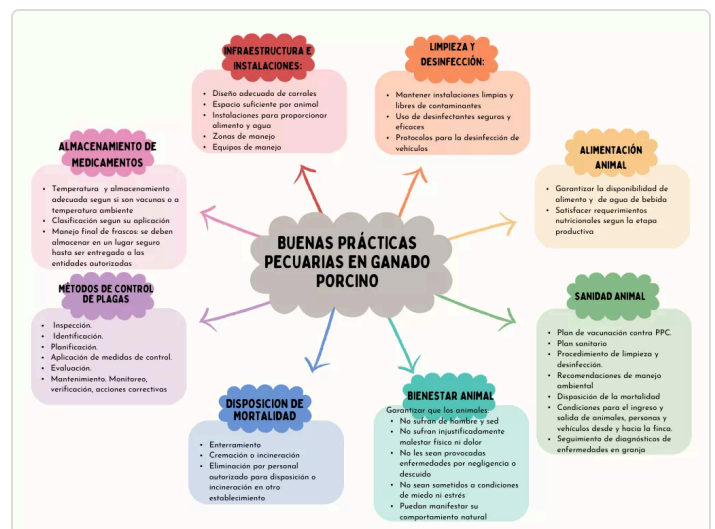 INFRAESTRUCTURA E
INSTALACIONES:
• Diseño adecuado de corrales
• Espacio suficiente por animal
• Instalaciones para proporcionar
alimento y agua
• Zonas de manejo
• Equipos de manejo
LIMPIEZA Y
DESINFECCIÓN:
• Mantener instalaciones limpias y
libres de contaminantes
• Uso de desinfectantes seguros y
eficaces
• Protocolos para la desinfección de
vehículos
ALMACENAMIENTO DE
MEDICAMENTOS
• Temperatura y almacenamiento
adecuada segun si son vacunas o a
temperatura ambiente
• Clasificación segun su aplicación
• Manejo final de frascos: se deben
almacenar en un lugar seguro
hasta ser entregado a las
entidades autorizadas
ALIMENTACIÓN
ANIMAL
• Garantizar la disponibilidad de
alimento y de agua de bebida
• Satisfacer requerimientos
nutricionales segun la etapa
productiva
BUENAS PRÁCTICAS
PECUARIAS EN GANADO
PORCINO
MÉTODOS DE CONTROL
DE PLAGAS
• Inspección.
• Identificación.
• Planificación.
• Aplicación de medidas de control.
• Evaluación.
• Mantenimiento. Monitoreo,
verificación, acciones correctivas
SANIDAD ANIMAL
• Plan de vacunación contra PPC.
• Plan sanitario
• Procedimiento de limpieza y
desinfección.
• Recomendaciones de manejo
ambiental
• Disposición de la mortalidad
• Condiciones para el ingreso y
salida de animales, personas y
vehículos desde y hacia la finca.
• Seguimiento de diagnósticos de
enfermedades en granja
DISPOSICION DE
MORTALIDAD
• Enterramiento
• Cremación o incineración
• Eliminación por personal
autorizado para disposición o
incineración en otro
establecimiento
BIENESTAR ANIMAL
Garantizar que los animales:
• No sufran de hambre y sed
• No sufran injustificadamente
malestar físico ni dolor
• No les sean provocadas
enfermedades por negligencia o
descuido
• No sean sometidos a condiciones
de miedo ni estrés
• Puedan manifestar su
comportamiento natural